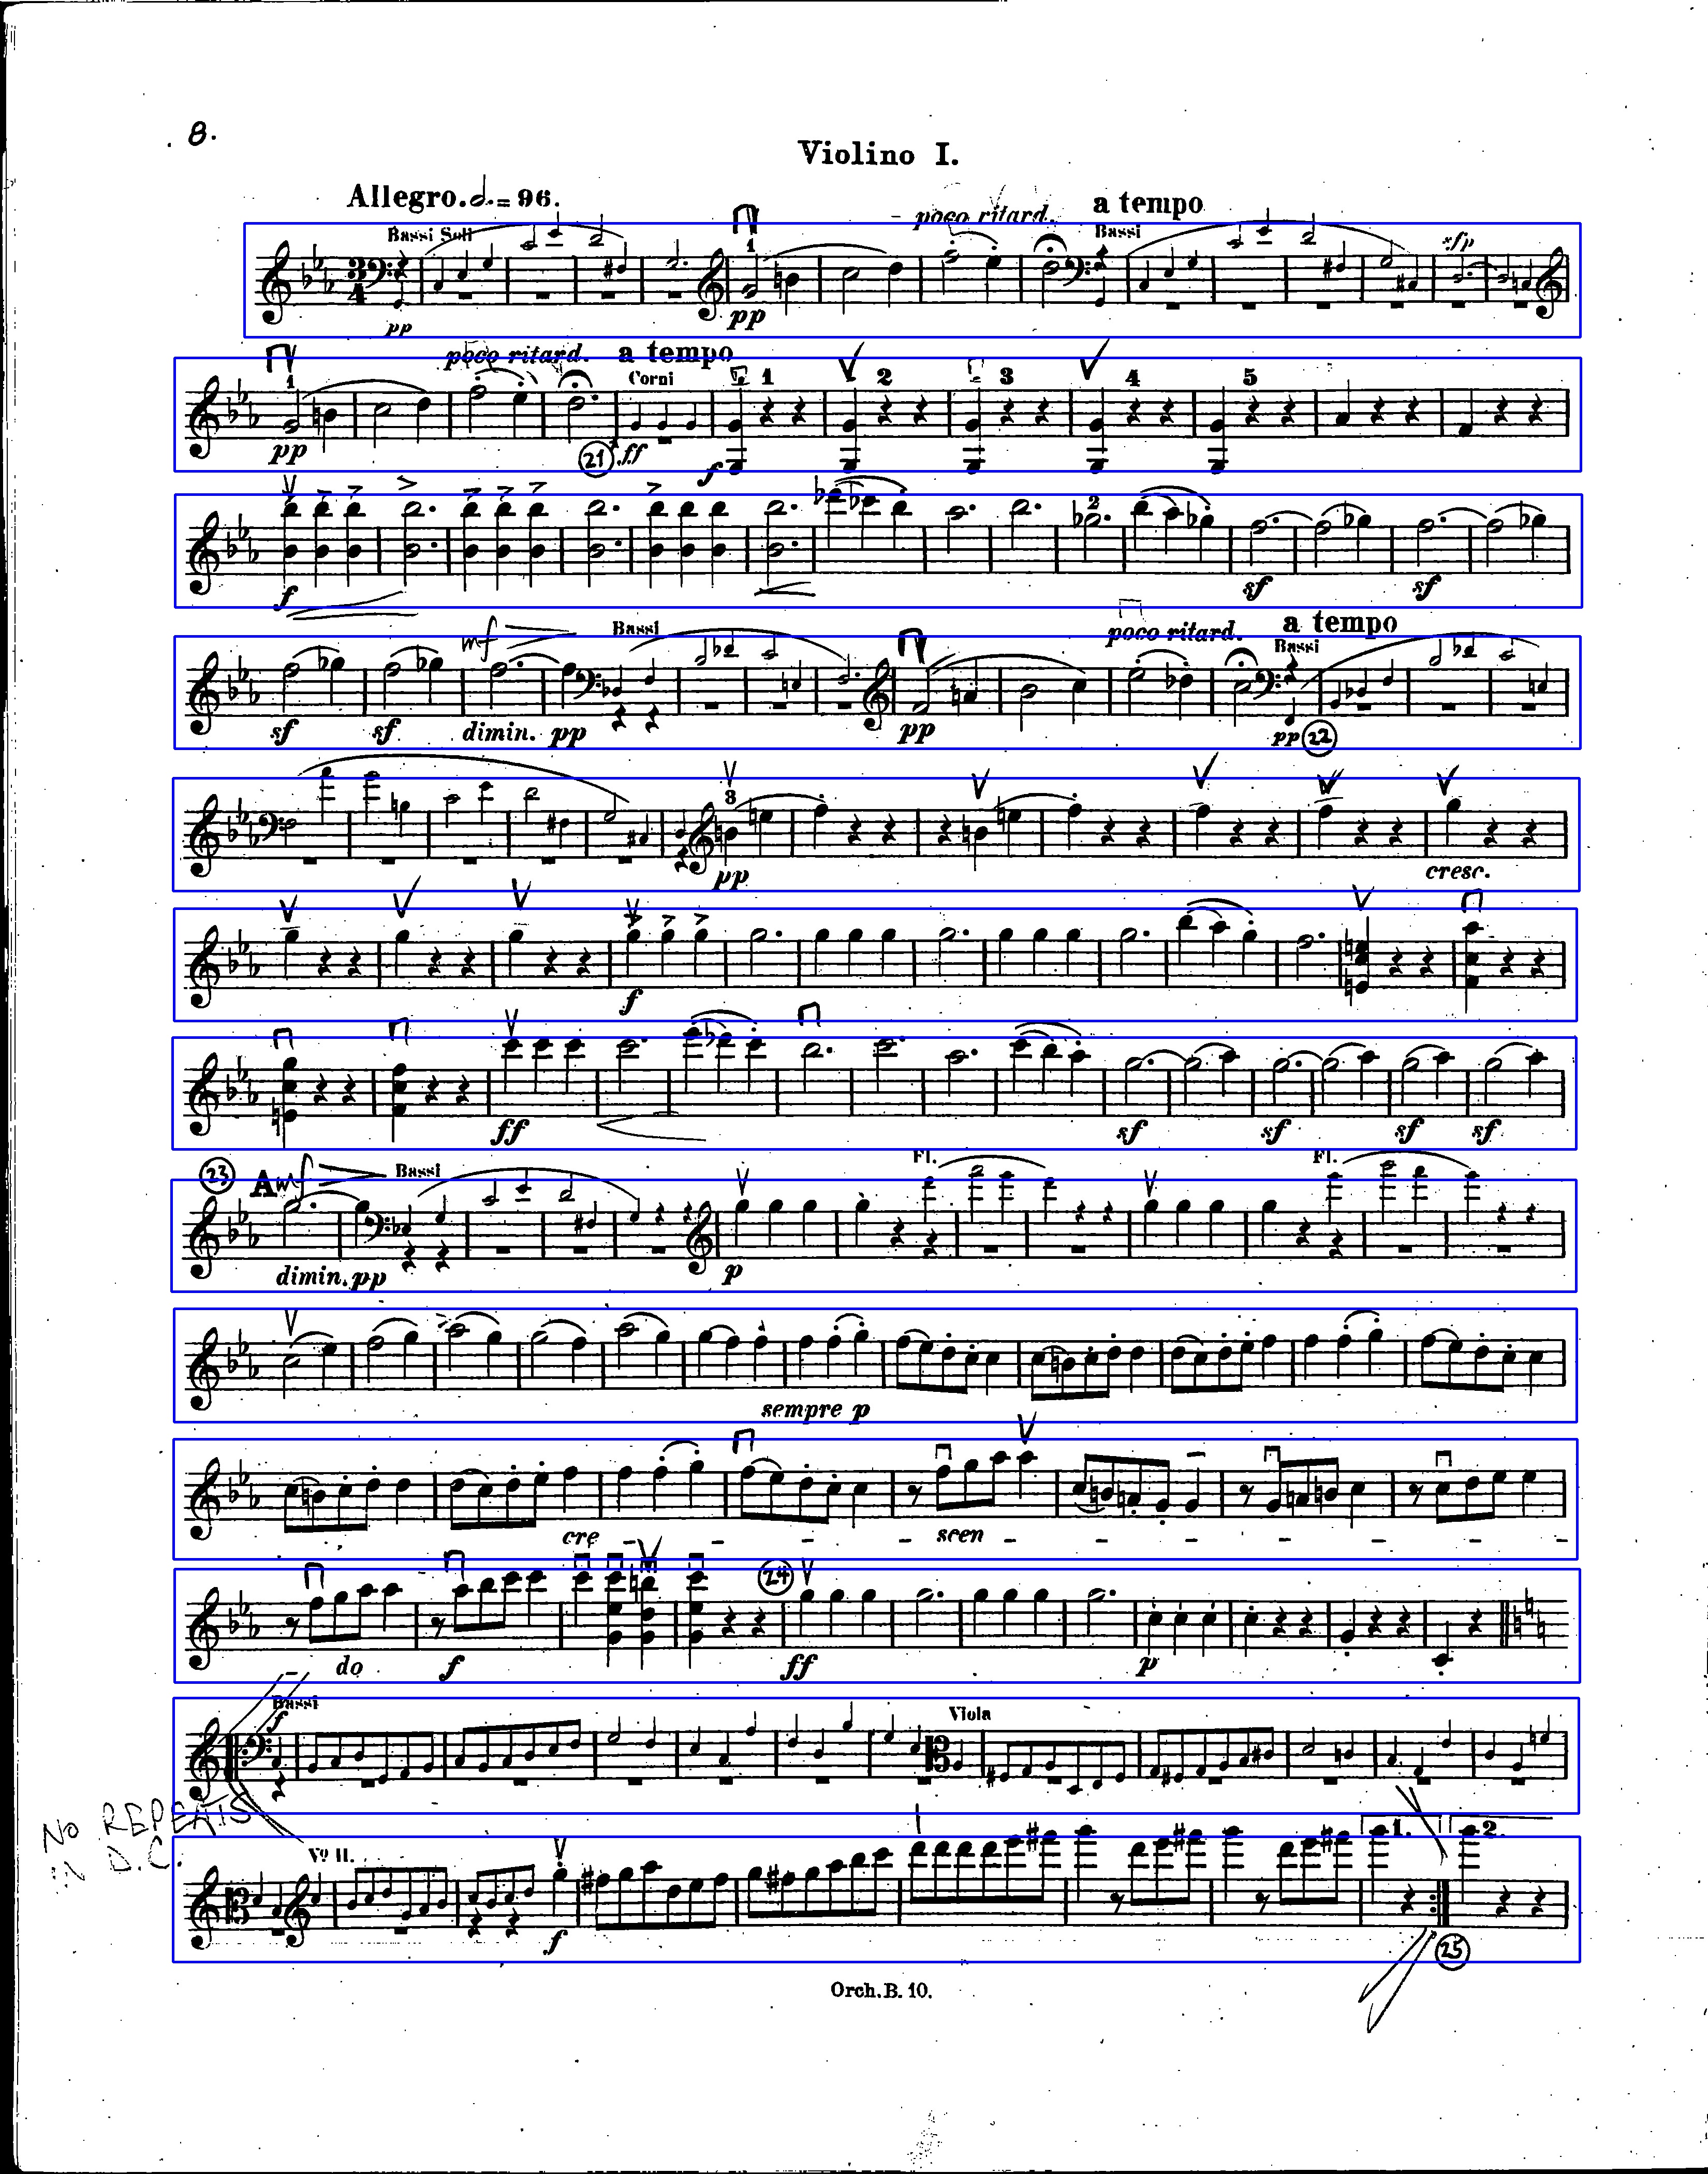 8.
Violino I.
Allegro. 𝅗𝅥. = 96.
poco ritard.
a tempo
Bassi Soli
Bassi
1
sfp
3
4
pp
pp
poco ritard.
a tempo
1
Corni
1
2
3
4
5
pp
21
ff
f
2
f
sf
sf
mf
Bassi
poco ritard.
a tempo
Bassi
sf
sf
dimin.
pp
pp
pp
22
3
pp
cresc.
f
ff
sf
sf
sf
sf
23
A
mf
Bassi
Fl.
Fl.
dimin. pp
p
sempre p
cre - - - - scen - - - - - -
24
do
f
ff
p
Bassi
f
Viola
No REPEATS
in D.C.
Vº II.
1.
2.
f
25
Orch. B. 10.